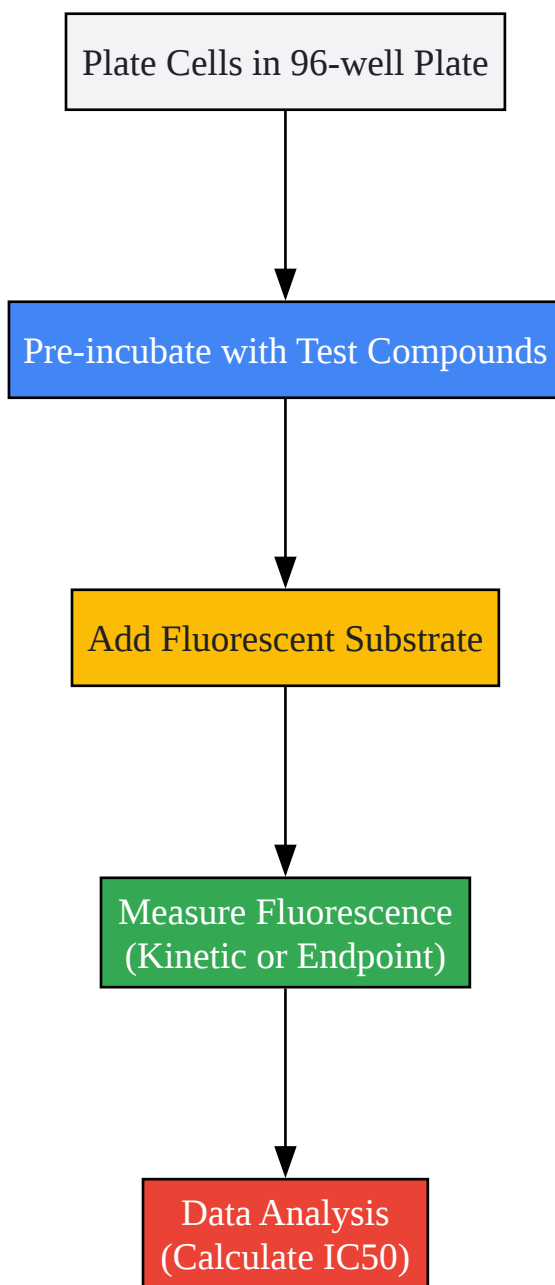 Plate Cells in 96-well Plate
Pre-incubate with Test Compounds
Add Fluorescent Substrate
Measure Fluorescence
(Kinetic or Endpoint)
Data Analysis
(Calculate IC50)